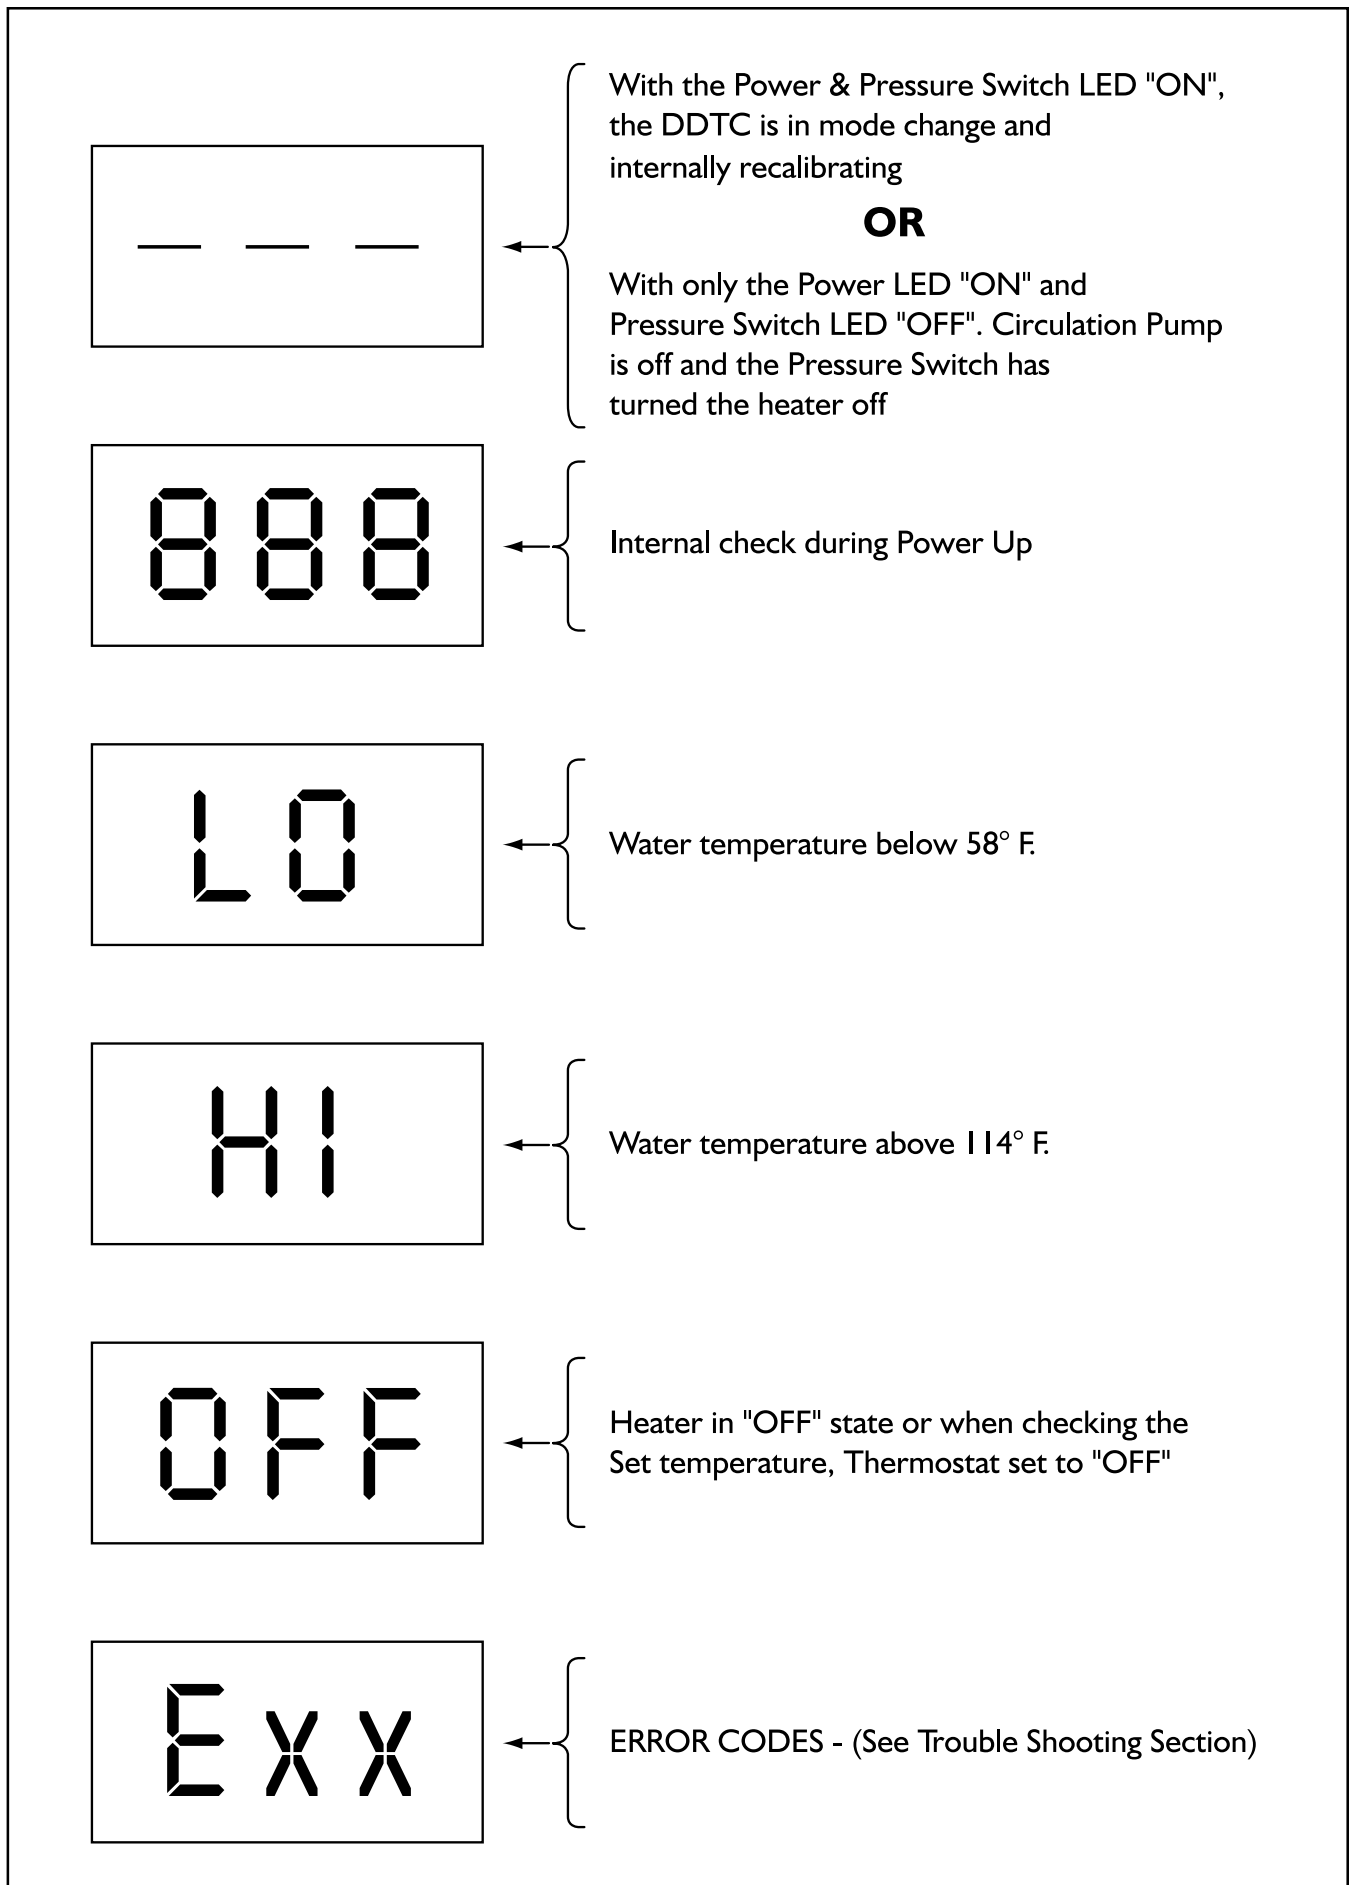 With the Power & Pressure Switch LED "ON",
the DDTC is in mode change and
internally recalibrating
OR
— — —
With only the Power LED "ON" and
Pressure Switch LED "OFF". Circulation Pump
is off and the Pressure Switch has
turned the heater off
888
Internal check during Power Up
LO
Water temperature below 58° F.
HI
Water temperature above 114° F.
OFF
Heater in "OFF" state or when checking the
Set temperature, Thermostat set to "OFF"
Exx
ERROR CODES - (See Trouble Shooting Section)